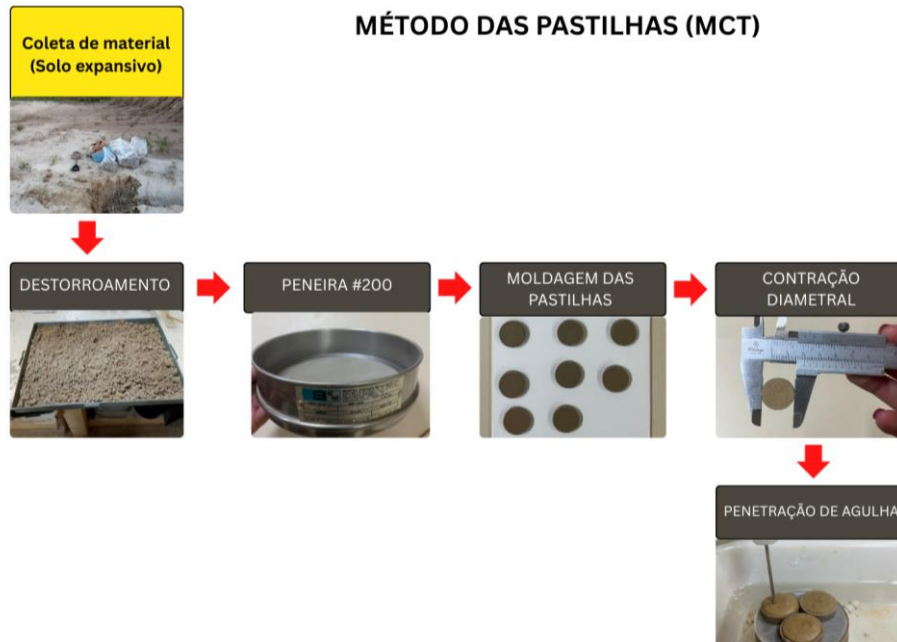 MÉTODO DAS PASTILHAS (MCT)
Coleta de material
(Solo expansivo)
DESTORROAMENTO
PENEIRA #200
MOLDAGEM DAS
PASTILHAS
CONTRAÇÃO
DIAMETRAL
PENETRAÇÃO DE AGULHA